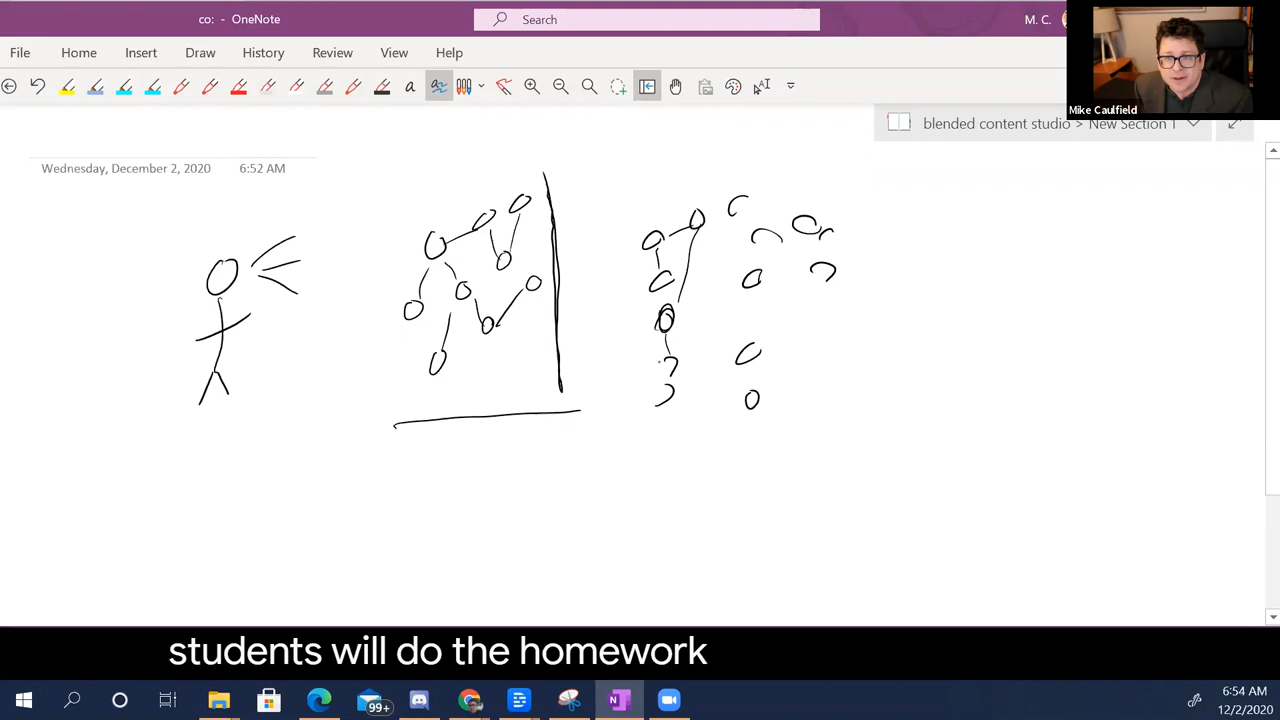 co: - OneNote
Search
M. C.
File Home Insert Draw History Review View Help
a
Mike Caulfield
blended content studio > New Section 1
Wednesday, December 2, 2020 6:52 AM
students will do the homework
99+
N
6:54 AM
12/2/2020